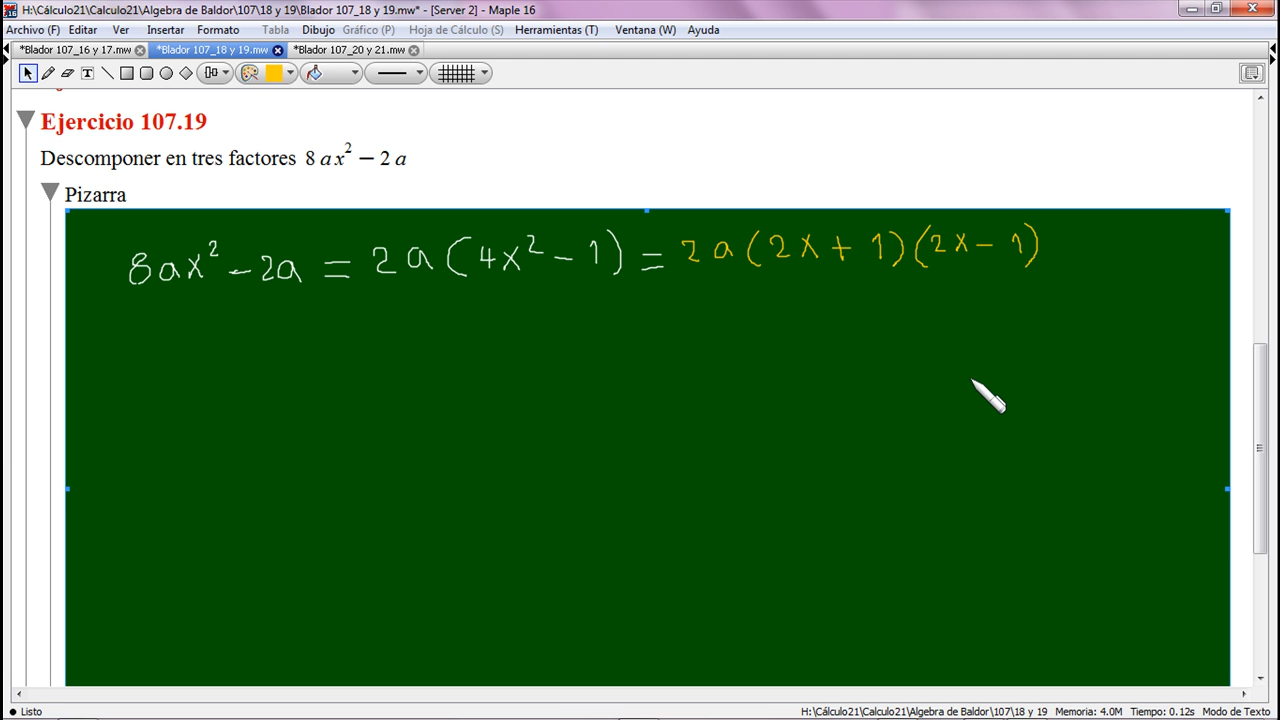 H:\Cálculo21\Calculo21\Algebra de Baldor\107\18 y 19\Blador 107_18 y 19.mw* - [Server 2] - Maple 16
Archivo (F) Editar Ver Insertar Formato Tabla Dibujo Gráfico (P) Hoja de Cálculo (S) Herramientas (T) Ventana (W) Ayuda
*Blador 107_16 y 17.mw *Blador 107_18 y 19.mw *Blador 107_20 y 21.mw
Ejercicio 107.19
Descomponer en tres factores 8 a x² − 2 a
Pizarra
8ax² − 2a = 2a(4x² − 1) = 2a(2x + 1)(2x − 1)
Listo H:\Cálculo21\Calculo21\Algebra de Baldor\107\18 y 19 Memoria: 4.0M Tiempo: 0.12s Modo de Texto